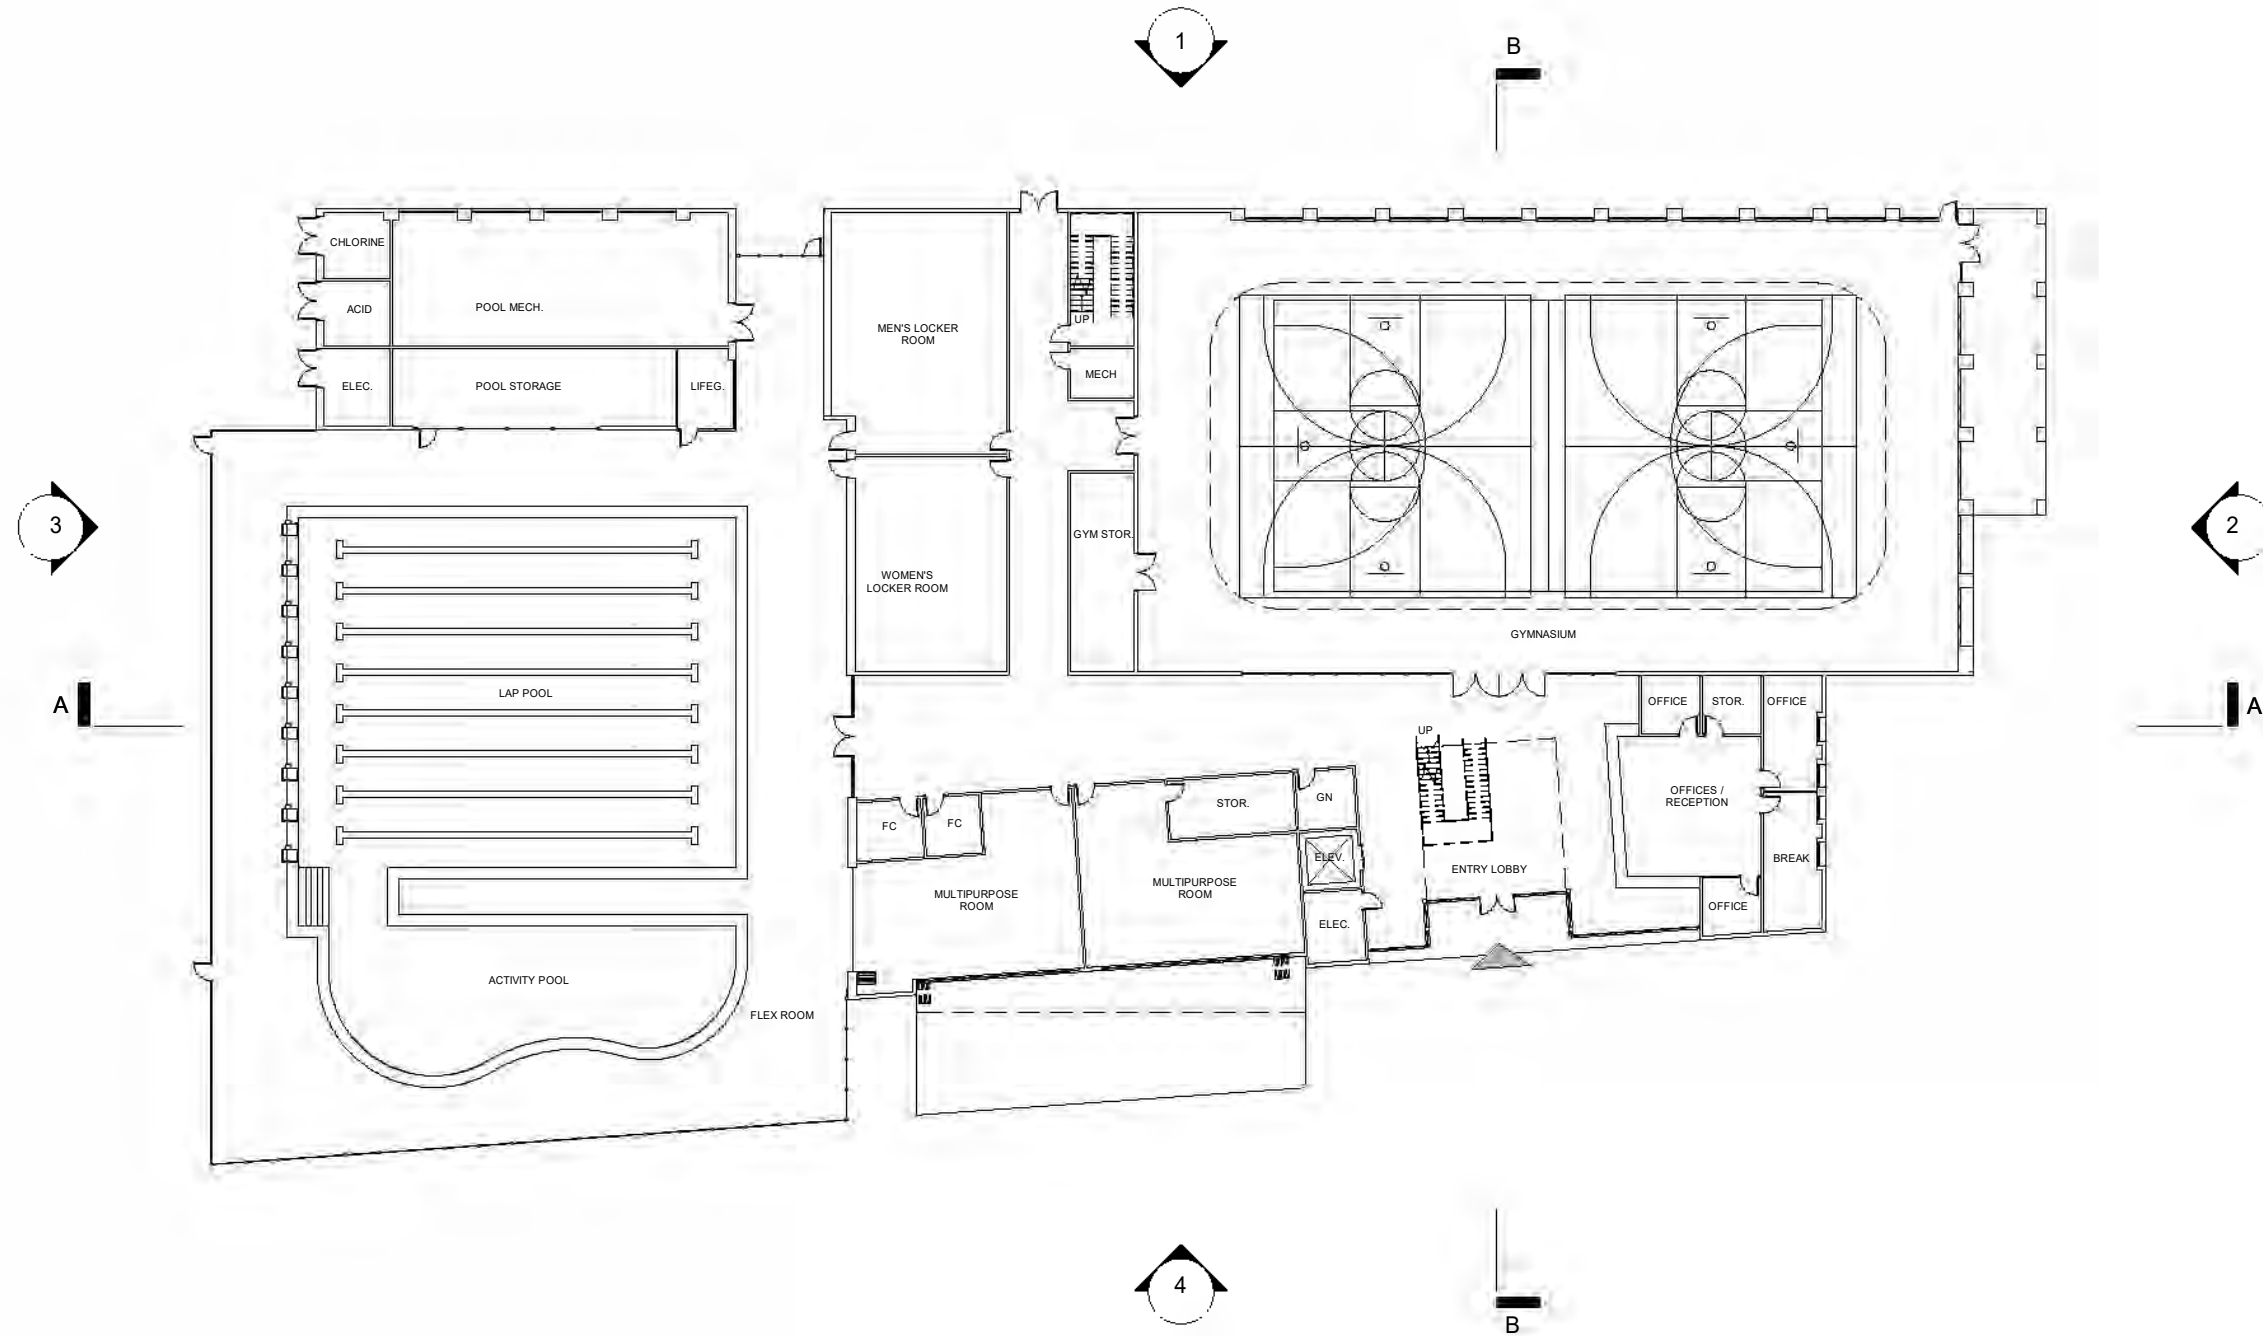 1
B
CHLORINE
ACID
POOL MECH.
ELEC.
POOL STORAGE
LIFEG.
MEN'S LOCKER
ROOM
UP
MECH
3
2
GYM STOR.
WOMEN'S
LOCKER ROOM
GYMNASIUM
LAP POOL
A
A
OFFICE
STOR.
OFFICE
UP
OFFICES /
RECEPTION
STOR.
GN
FC
FC
ELEV.
ENTRY LOBBY
BREAK
MULTIPURPOSE
ROOM
MULTIPURPOSE
ROOM
OFFICE
ELEC.
ACTIVITY POOL
FLEX ROOM
4
B